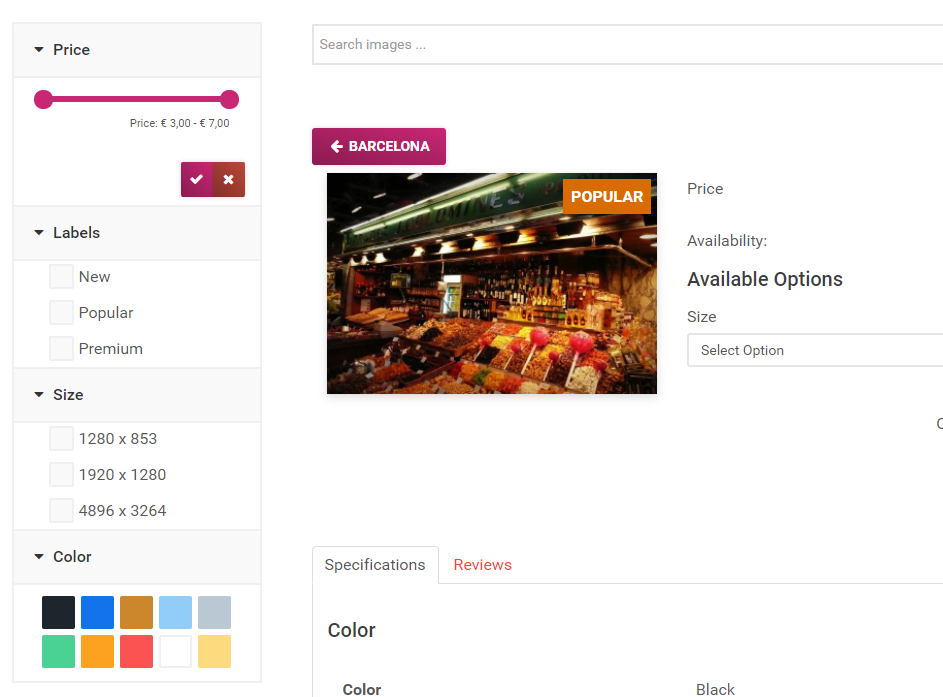 Price
Price: € 3,00 - € 7,00
Labels
New
Popular
Premium
Size
1280 x 853
1920 x 1280
4896 x 3264
Color
Search images ...
BARCELONA
POPULAR
Price
Availability:
Available Options
Size
Select Option
Specifications
Reviews
Color
Color
Black